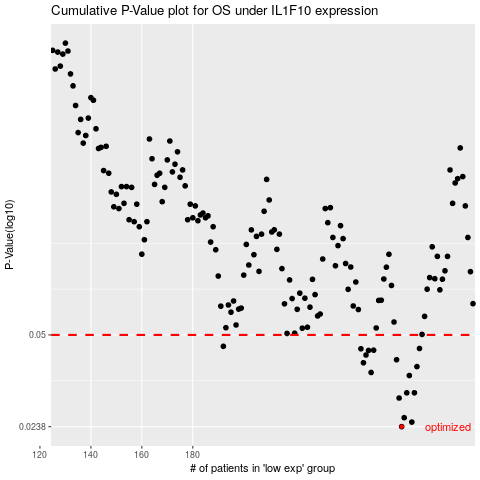 Cumulative P-Value plot for OS under IL1F10 expression
P-Value(log10)
0.05
0.0238
optimized
120 140 160 180
# of patients in 'low exp' group